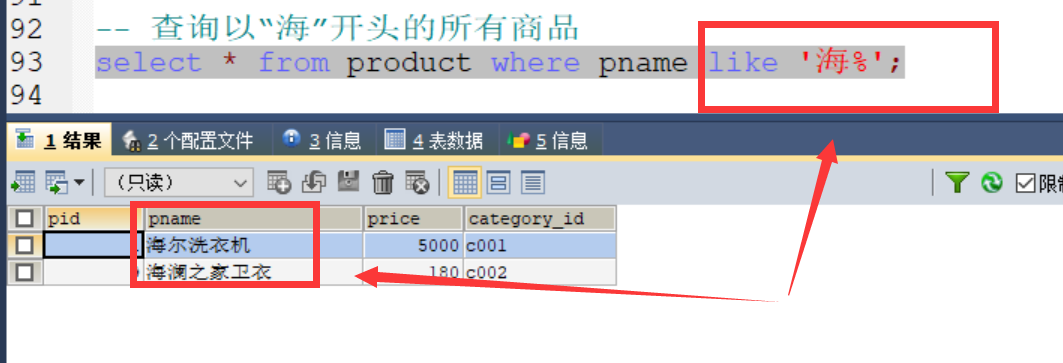 92 -- 查询以“海”开头的所有商品
93 select * from product where pname like '海%';
94
1 结果 2 个配置文件 3 信息 4 表数据 5 信息
（只读） 限制
pid pname price category_id
海尔洗衣机 5000 c001
海澜之家卫衣 180 c002